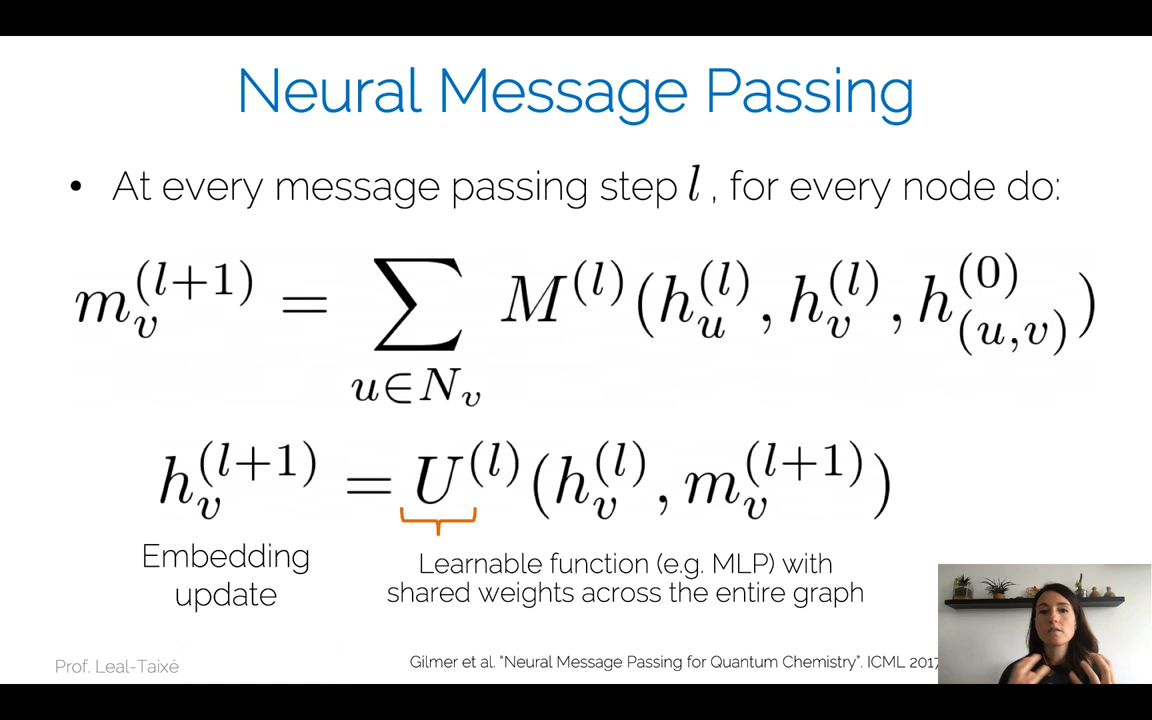 Neural Message Passing
• At every message passing step l , for every node do:
m_v^{(l+1)} = \sum_{u \in N_v} M^{(l)}(h_u^{(l)}, h_v^{(l)}, h_{(u,v)}^{(0)})
h_v^{(l+1)} = U^{(l)}(h_v^{(l)}, m_v^{(l+1)})
Embedding
update
Learnable function (e.g. MLP) with
shared weights across the entire graph
Prof. Leal-Taixé
Gilmer et al. "Neural Message Passing for Quantum Chemistry". ICML 2017